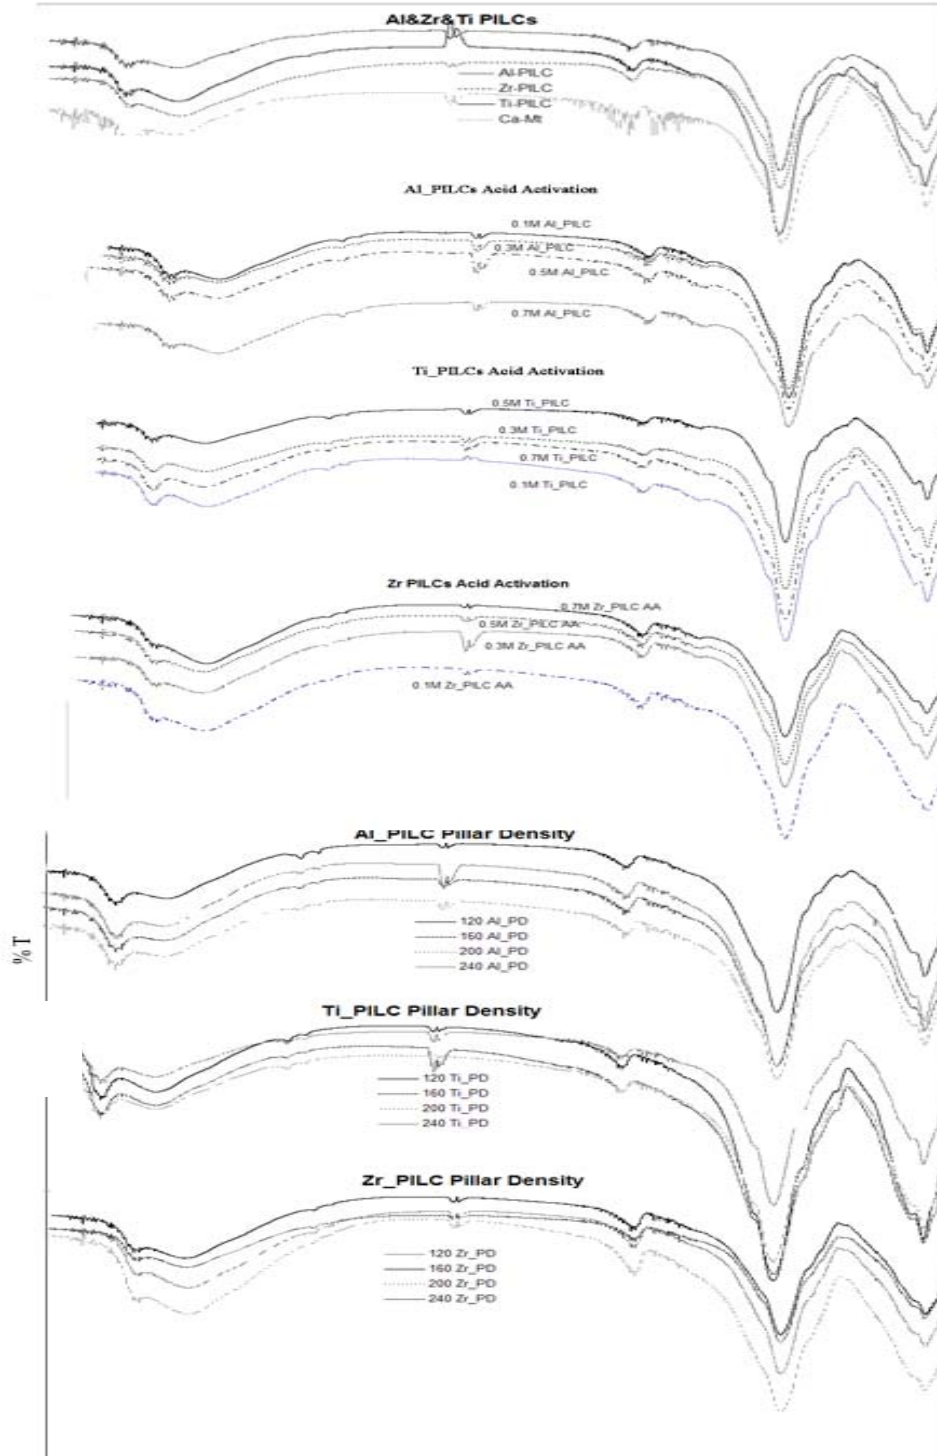 Al&Zr&Ti PILCs
Al-PILC
Zr-PILC
Ti-PILC
Ca-Mt
Al_PILCs Acid Activation
0.1M Al_PILC
0.3M Al_PILC
0.5M Al_PILC
0.7M Al_PILC
Ti_PILCs Acid Activation
0.5M Ti_PILC
0.3M Ti_PILC
0.7M Ti_PILC
0.1M Ti_PILC
Zr PILCs Acid Activation
0.7M Zr_PILC AA
0.5M Zr_PILC AA
0.3M Zr_PILC AA
0.1M Zr_PILC AA
Al_PILC Pillar Density
120 Al_PD
160 Al_PD
200 Al_PD
240 Al_PD
% T
Ti_PILC Pillar Density
120 Ti_PD
160 Ti_PD
200 Ti_PD
240 Ti_PD
Zr_PILC Pillar Density
120 Zr_PD
160 Zr_PD
200 Zr_PD
240 Zr_PD